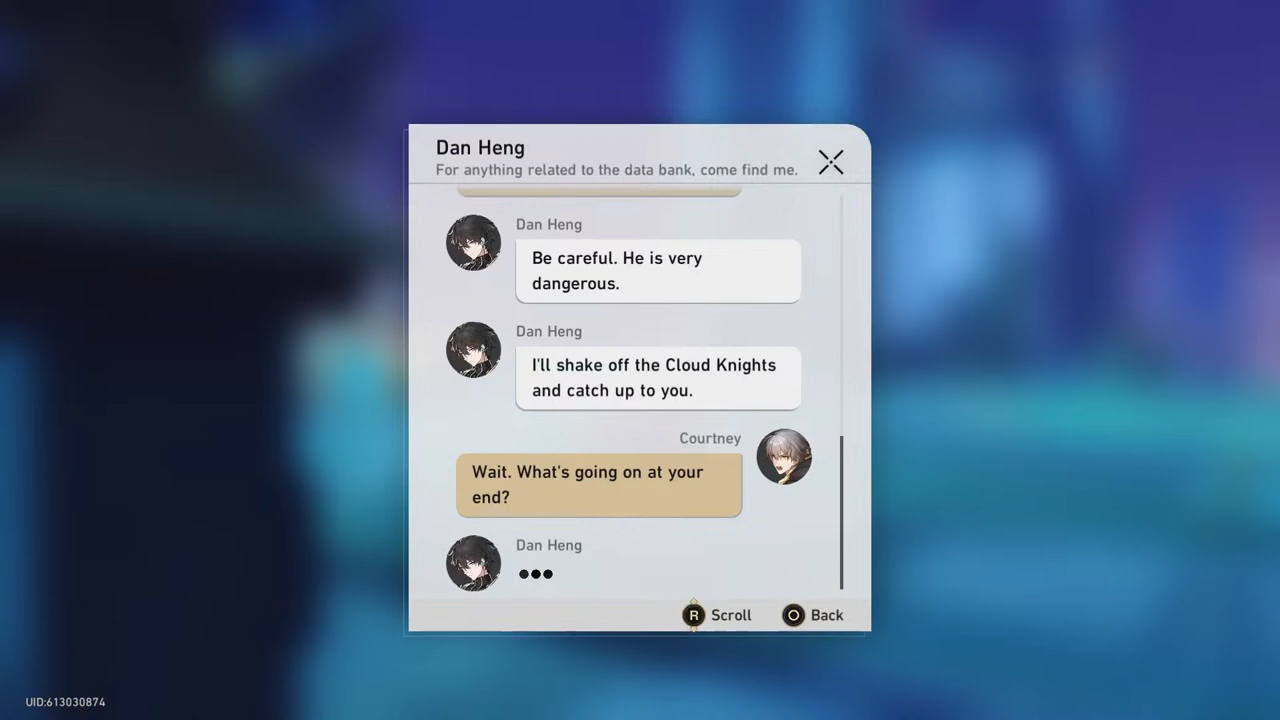 Dan Heng
For anything related to the data bank, come find me.
Dan Heng
Be careful. He is very
dangerous.
Dan Heng
I'll shake off the Cloud Knights
and catch up to you.
Courtney
Wait. What's going on at your
end?
Dan Heng
●●●
R Scroll
Back
UID:613030874